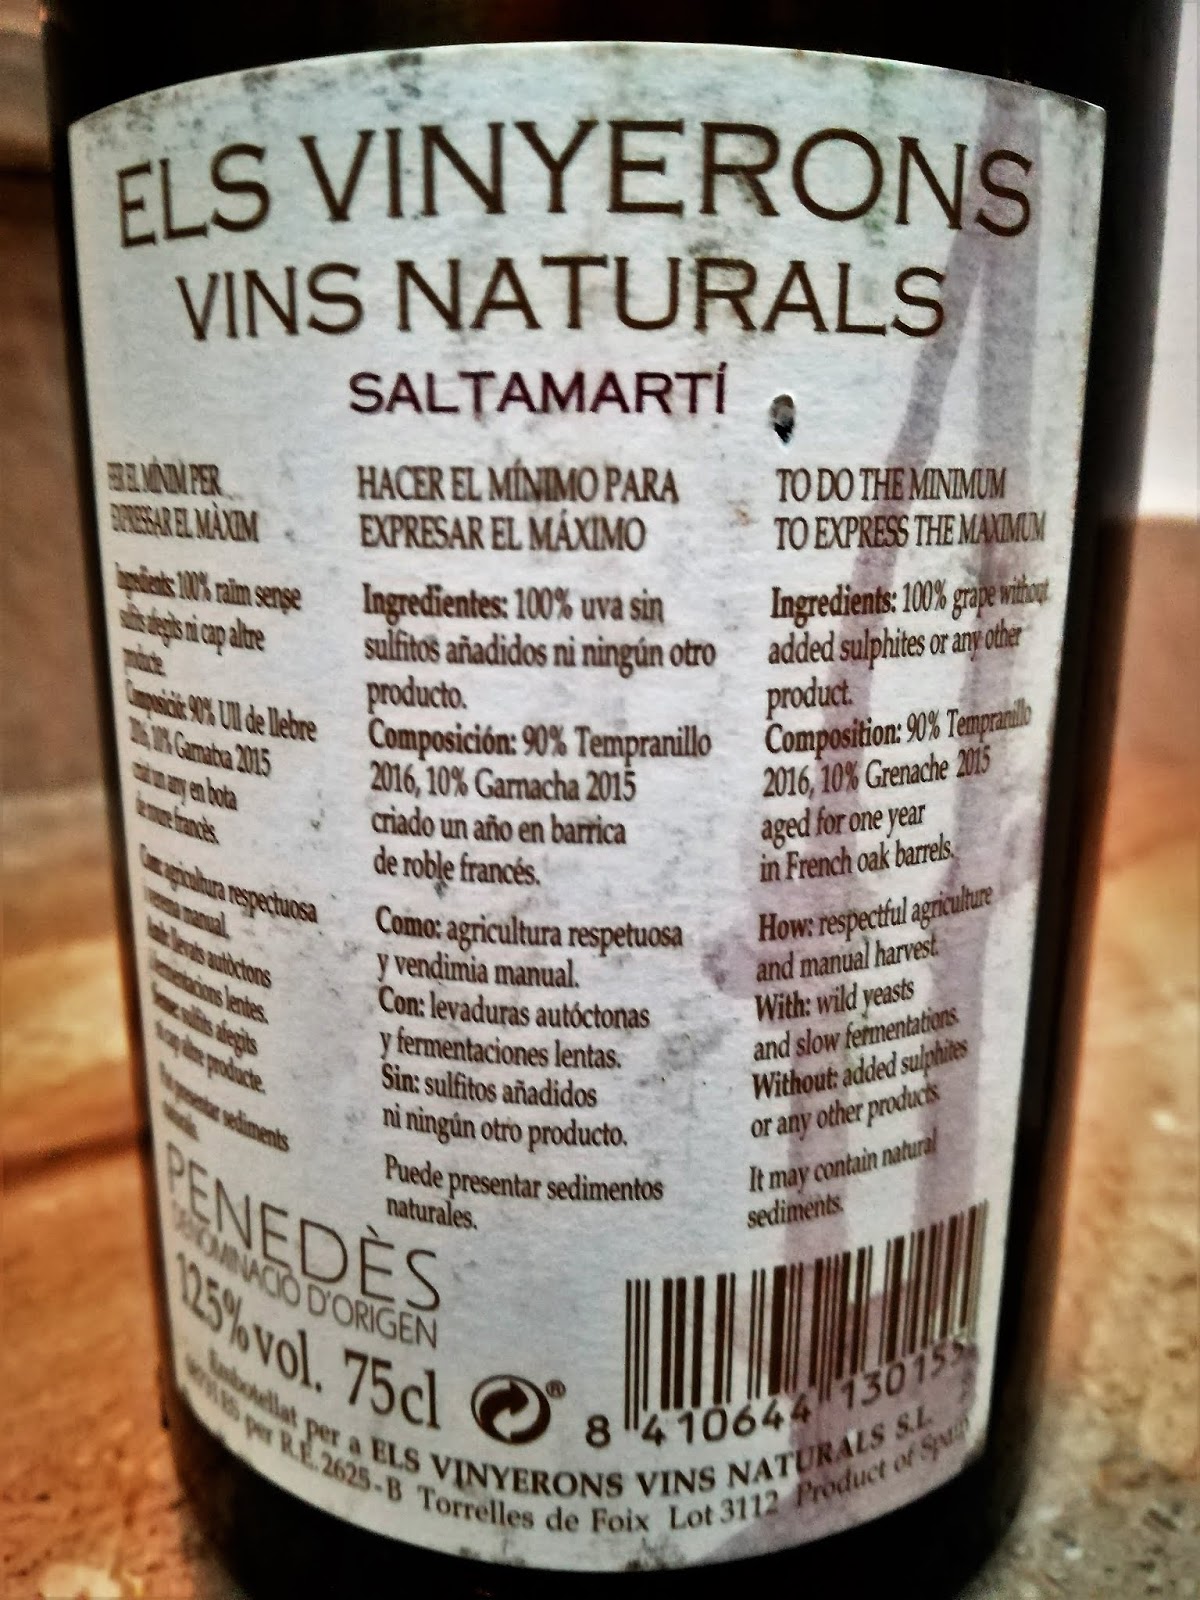 ELS VINYERONS
VINS NATURALS
SALTAMARTÍ
FER EL MÍNIM PER
EXPRESSAR EL MÀXIM
Ingredients: 100% raïm sense
sulfits afegits ni cap altre
producte.
Composició: 90% Ull de llebre
2016, 10% Garnatxa 2015
criat un any en bota
de roure francès.
Com: agricultura respectuosa
i verema manual.
Amb: llevats autòctons
i fermentacions lentes.
Sense: sulfits afegits
ni cap altre producte.
Pot presentar sediments
naturals.
HACER EL MÍNIMO PARA
EXPRESAR EL MÁXIMO
Ingredientes: 100% uva sin
sulfitos añadidos ni ningún otro
producto.
Composición: 90% Tempranillo
2016, 10% Garnacha 2015
criado un año en barrica
de roble francés.
Como: agricultura respetuosa
y vendimia manual.
Con: levaduras autóctonas
y fermentaciones lentas.
Sin: sulfitos añadidos
ni ningún otro producto.
Puede presentar sedimentos
naturales.
TO DO THE MINIMUM
TO EXPRESS THE MAXIMUM
Ingredients: 100% grape without
added sulphites or any other
product.
Composition: 90% Tempranillo
2016, 10% Grenache 2015
aged for one year
in French oak barrels.
How: respectful agriculture
and manual harvest.
With: wild yeasts
and slow fermentations.
Without: added sulphites
or any other products.
It may contain natural
sediments.
PENEDÈS
DENOMINACIÓ D'ORIGEN
12,5% vol. 75cl
®
8 410644 130155
Embotellat per a ELS VINYERONS VINS NATURALS S.L.
per R.E. 2625-B Torrelles de Foix Lot 3112 Product of Spain